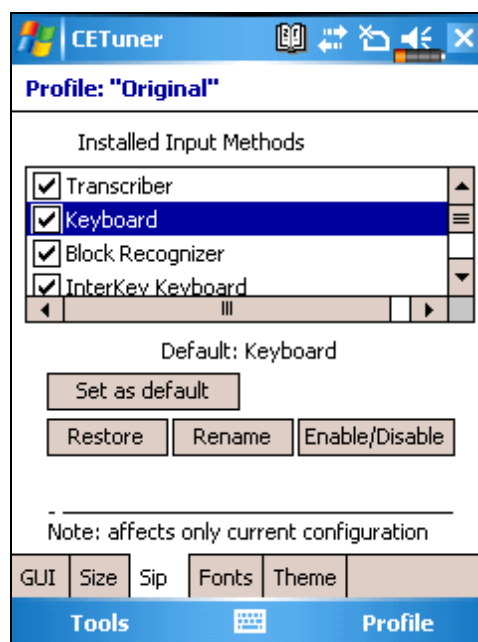 CETuner
Profile: "Original"
Installed Input Methods
Transcriber
Keyboard
Block Recognizer
InterKey Keyboard
Default: Keyboard
Set as default
Restore Rename Enable/Disable
Note: affects only current configuration
GUI Size Sip Fonts Theme
Tools Profile